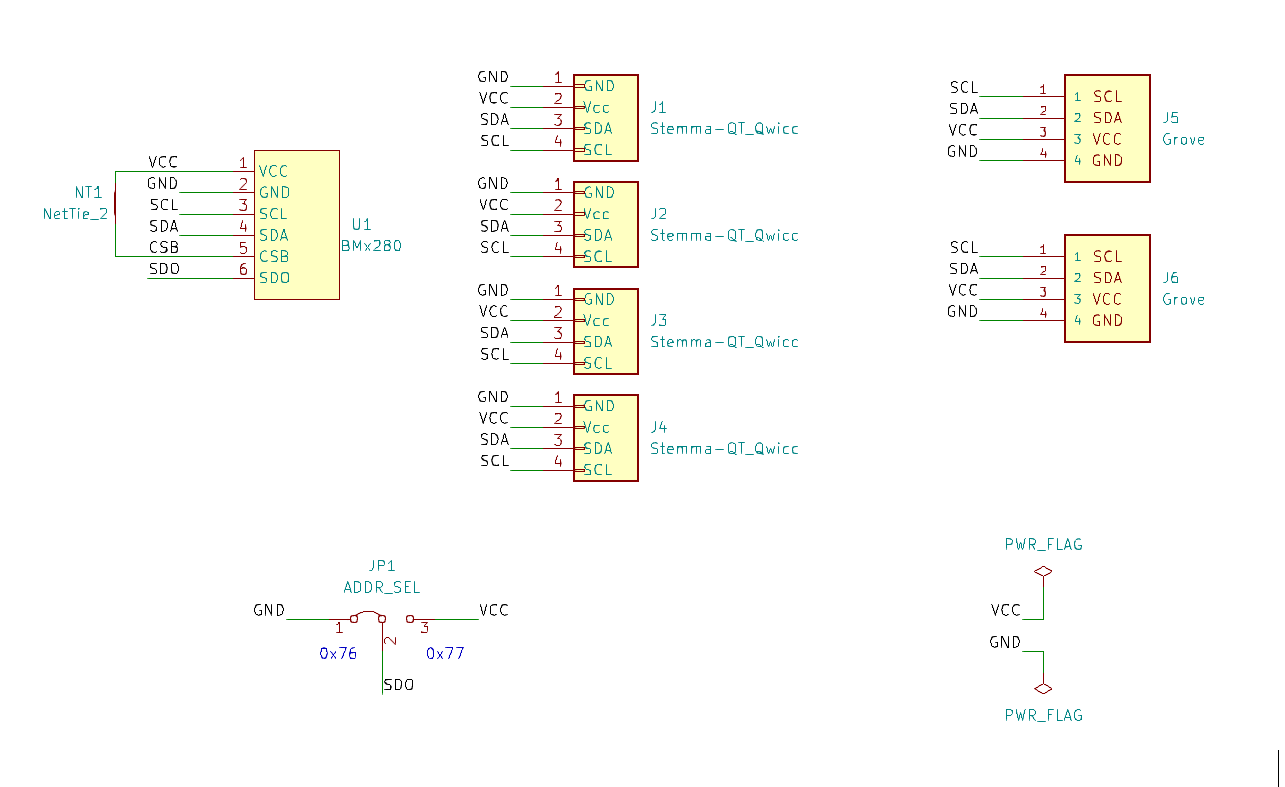 VCC 1 VCC
GND 2 GND
SCL 3 SCL
SDA 4 SDA
CSB 5 CSB
SDO 6 SDO
NT1
NetTie_2
U1
BMx280
GND 1 GND
VCC 2 Vcc
SDA 3 SDA
SCL 4 SCL
J1
Stemma-QT_Qwicc
GND 1 GND
VCC 2 Vcc
SDA 3 SDA
SCL 4 SCL
J2
Stemma-QT_Qwicc
GND 1 GND
VCC 2 Vcc
SDA 3 SDA
SCL 4 SCL
J3
Stemma-QT_Qwicc
GND 1 GND
VCC 2 Vcc
SDA 3 SDA
SCL 4 SCL
J4
Stemma-QT_Qwicc
SCL 1 1 SCL
SDA 2 2 SDA
VCC 3 3 VCC
GND 4 4 GND
J5
Grove
SCL 1 1 SCL
SDA 2 2 SDA
VCC 3 3 VCC
GND 4 4 GND
J6
Grove
JP1
ADDR_SEL
GND 1 2 3 VCC
0x76 0x77
SDO
PWR_FLAG
VCC
GND
PWR_FLAG